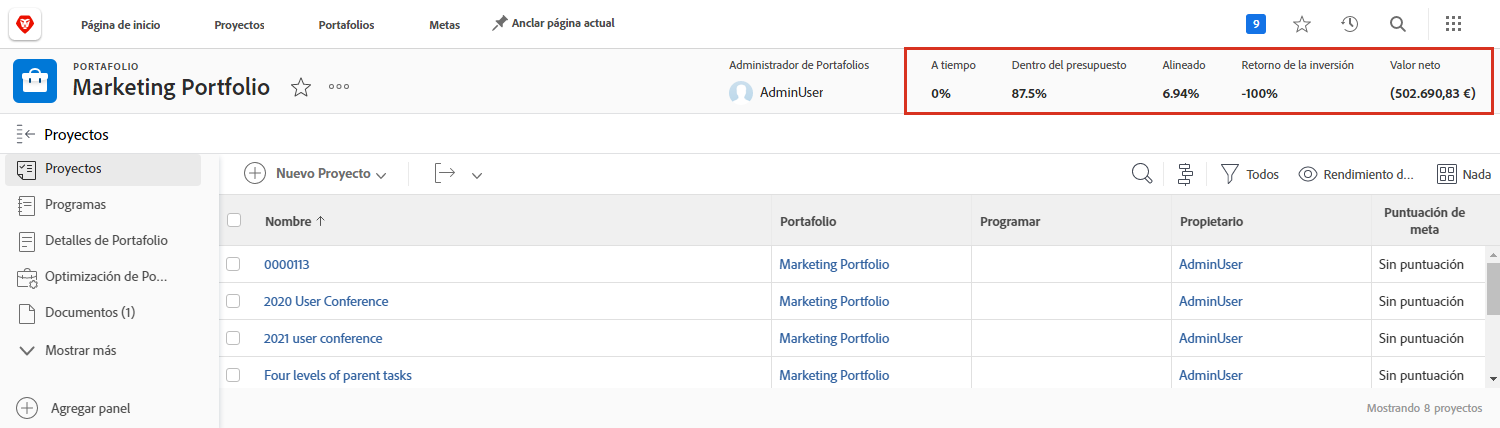 Página de inicio
Proyectos
Portafolios
Metas
Anclar página actual
9
PORTAFOLIO
Marketing Portfolio
Administrador de Portafolios
AdminUser
A tiempo
0%
Dentro del presupuesto
87.5%
Alineado
6.94%
Retorno de la inversión
-100%
Valor neto
(502.690,83 €)
Proyectos
Proyectos
Programas
Detalles de Portafolio
Optimización de Po...
Documentos (1)
Mostrar más
Agregar panel
Nuevo Proyecto
Todos
Rendimiento d...
Nada
Nombre
Portafolio
Programar
Propietario
Puntuación de
meta
0000113
Marketing Portfolio
AdminUser
Sin puntuación
2020 User Conference
Marketing Portfolio
AdminUser
Sin puntuación
2021 user conference
Marketing Portfolio
AdminUser
Sin puntuación
Four levels of parent tasks
Marketing Portfolio
AdminUser
Sin puntuación
Mostrando 8 proyectos